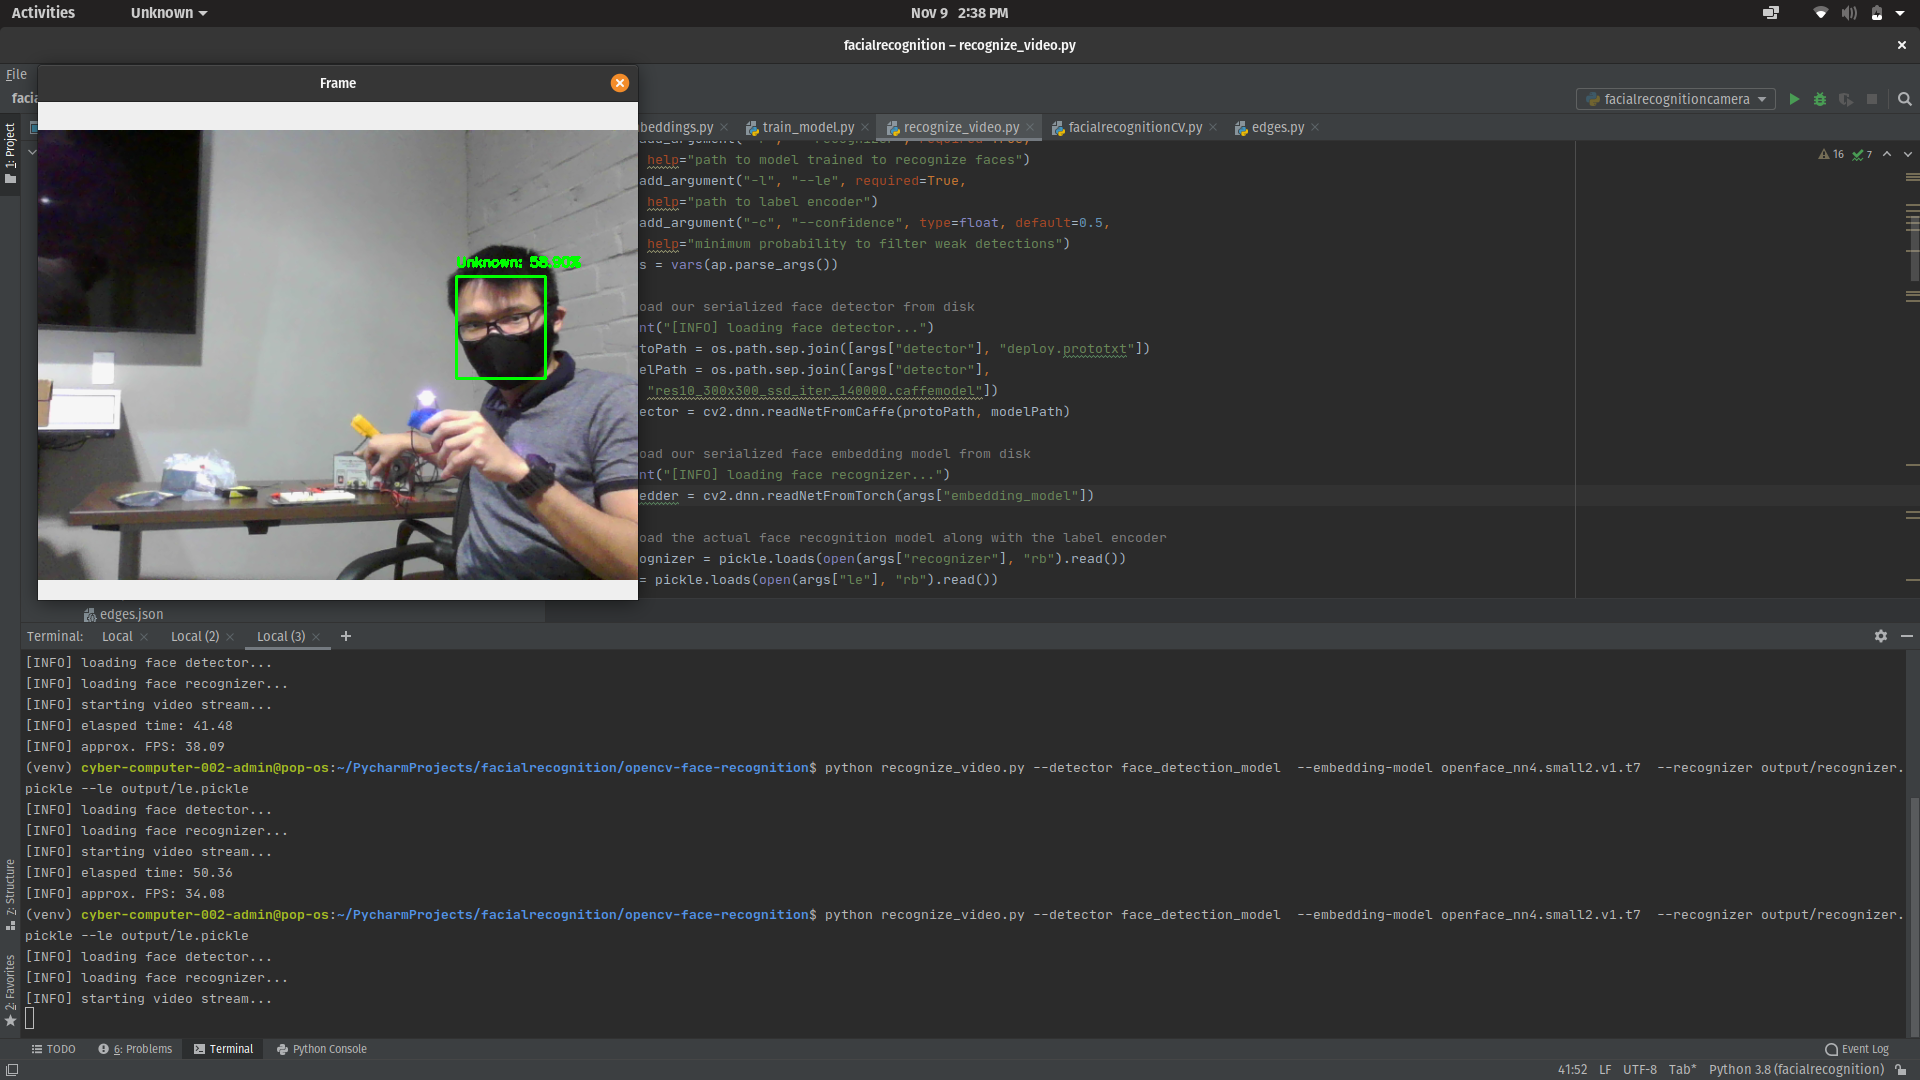 Activities
Unknown
Nov 9 2:38 PM
facialrecognition – recognize_video.py
File
Frame
facia
facialrecognitioncamera
1: Project
beddings.py
train_model.py
recognize_video.py
facialrecognitionCV.py
edges.py
help="path to model trained to recognize faces")
16
7
add_argument("-l", "--le", required=True,
help="path to label encoder")
add_argument("-c", "--confidence", type=float, default=0.5,
help="minimum probability to filter weak detections")
s = vars(ap.parse_args())
Unknown:
oad our serialized face detector from disk
nt("[INFO] loading face detector...")
toPath = os.path.sep.join([args["detector"], "deploy.prototxt"])
elPath = os.path.sep.join([args["detector"],
"res10_300x300_ssd_iter_140000.caffemodel"])
ector = cv2.dnn.readNetFromCaffe(protoPath, modelPath)
oad our serialized face embedding model from disk
nt("[INFO] loading face recognizer...")
edder = cv2.dnn.readNetFromTorch(args["embedding_model"])
oad the actual face recognition model along with the label encoder
ognizer = pickle.loads(open(args["recognizer"], "rb").read())
= pickle.loads(open(args["le"], "rb").read())
edges.json
Terminal:
Local
Local (2)
Local (3)
[INFO] loading face detector...
[INFO] loading face recognizer...
[INFO] starting video stream...
[INFO] elasped time: 41.48
[INFO] approx. FPS: 38.09
(venv) cyber-computer-002-admin@pop-os:~/PycharmProjects/facialrecognition/opencv-face-recognition$ python recognize_video.py --detector face_detection_model  --embedding-model openface_nn4.small2.v1.t7  --recognizer output/recognizer.
pickle --le output/le.pickle
[INFO] loading face detector...
[INFO] loading face recognizer...
[INFO] starting video stream...
[INFO] elasped time: 50.36
[INFO] approx. FPS: 34.08
(venv) cyber-computer-002-admin@pop-os:~/PycharmProjects/facialrecognition/opencv-face-recognition$ python recognize_video.py --detector face_detection_model  --embedding-model openface_nn4.small2.v1.t7  --recognizer output/recognizer.
pickle --le output/le.pickle
[INFO] loading face detector...
[INFO] loading face recognizer...
[INFO] starting video stream...
7: Structure
2: Favorites
TODO
6: Problems
Terminal
Python Console
Event Log
41:52
LF
UTF-8
Tab*
Python 3.8 (facialrecognition)